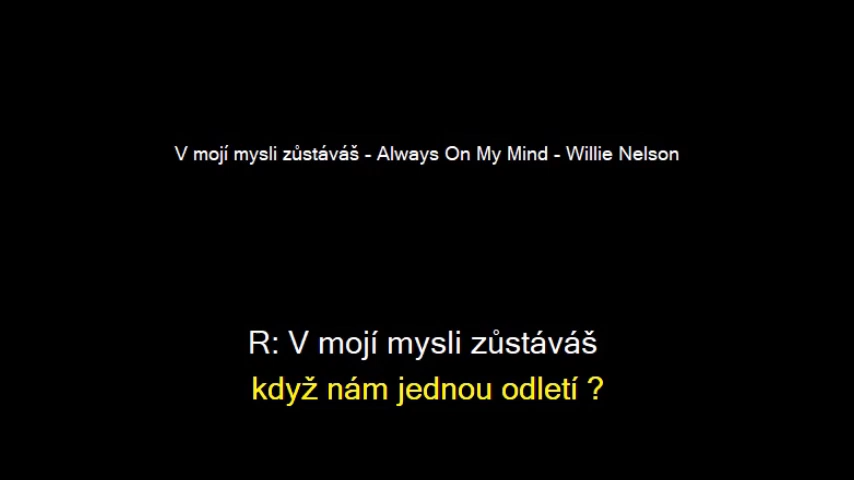 V mojí mysli zůstáváš - Always On My Mind - Willie Nelson
R: V mojí mysli zůstáváš
když nám jednou odletí ?